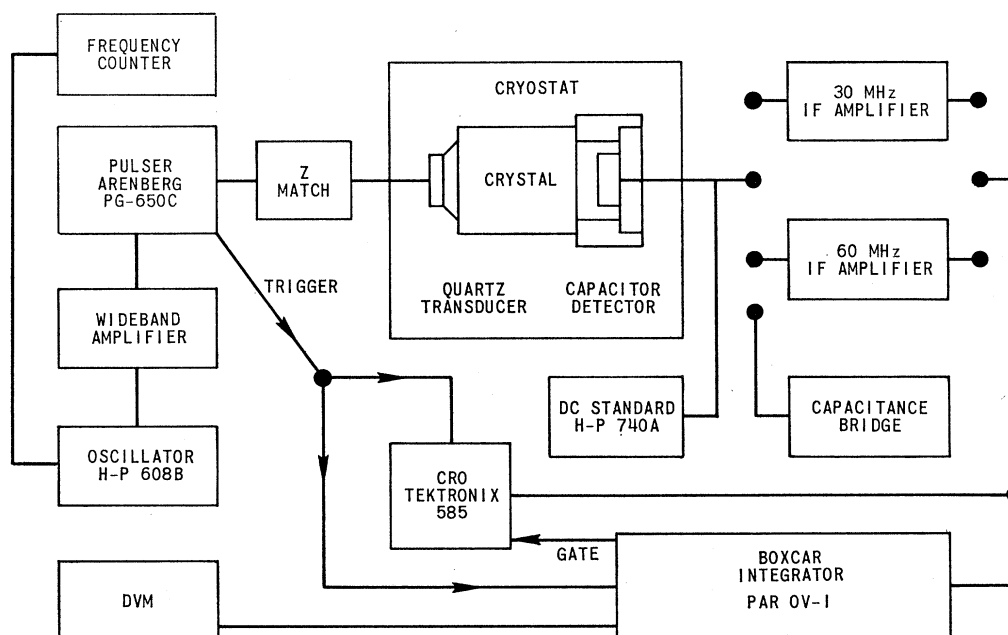 FREQUENCY
COUNTER
PULSER
ARENBERG
PG-650C
Z
MATCH
CRYOSTAT
CRYSTAL
QUARTZ
TRANSDUCER
CAPACITOR
DETECTOR
30 MHz
IF AMPLIFIER
60 MHz
IF AMPLIFIER
TRIGGER
WIDEBAND
AMPLIFIER
DC STANDARD
H-P 740A
CAPACITANCE
BRIDGE
OSCILLATOR
H-P 608B
CRO
TEKTRONIX
585
GATE
BOXCAR
INTEGRATOR
PAR OV-I
DVM